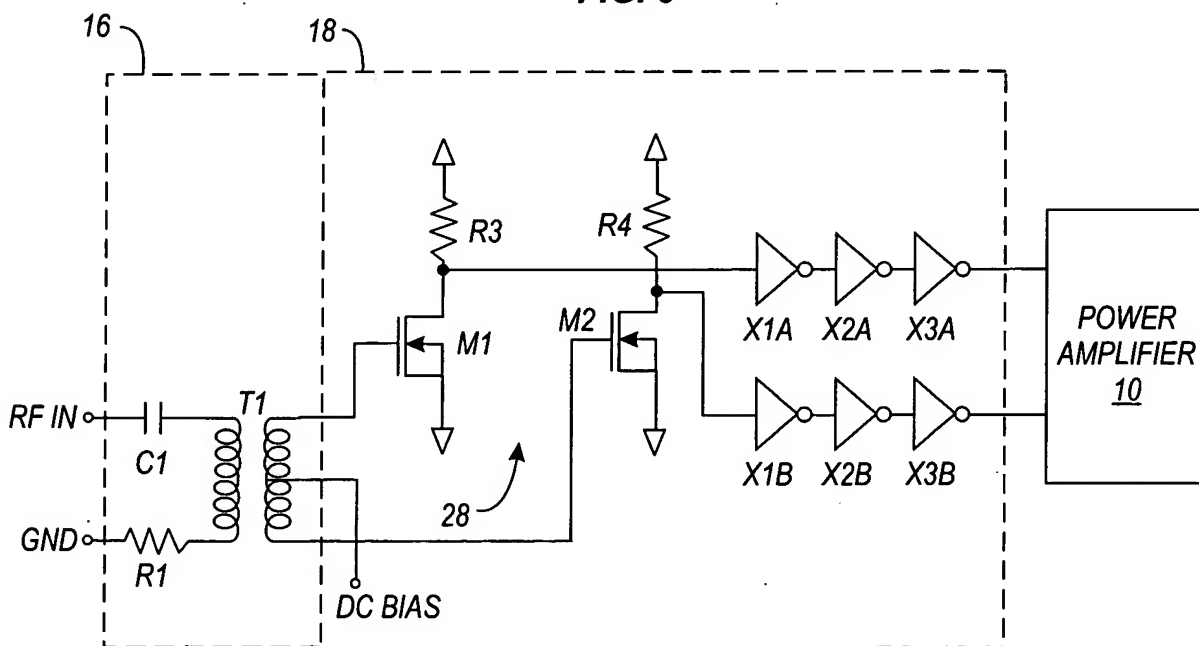 16
18
R3
R4
M1
M2
X1A
X2A
X3A
POWER
AMPLIFIER
10
RF IN
T1
C1
X1B
X2B
X3B
28
GND
R1
DC BIAS